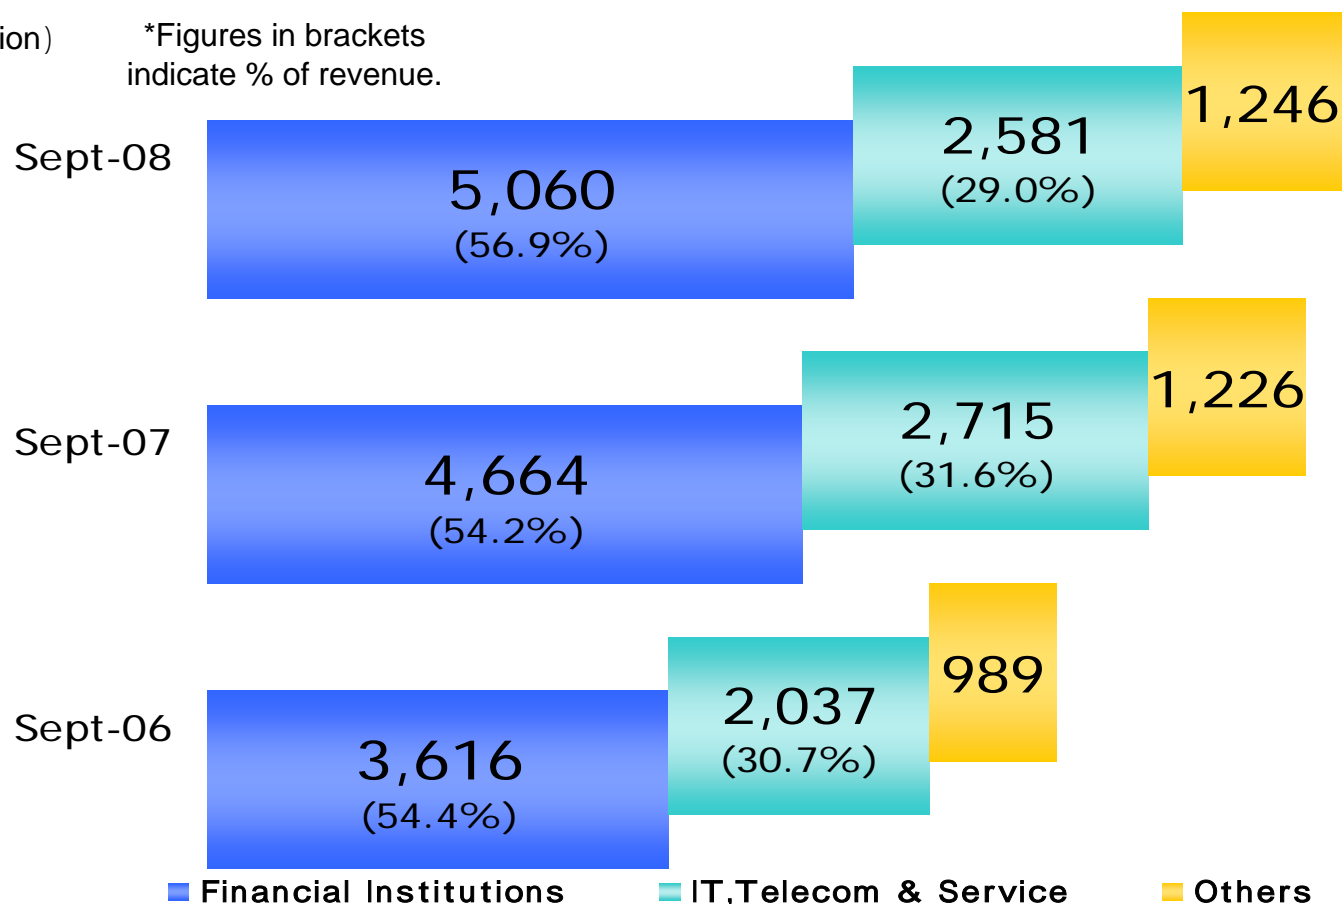 ion)
*Figures in brackets
indicate % of revenue.
Sept-08
5,060
(56.9%)
2,581
(29.0%)
1,246
Sept-07
4,664
(54.2%)
2,715
(31.6%)
1,226
Sept-06
3,616
(54.4%)
2,037
(30.7%)
989
Financial Institutions
IT,Telecom & Service
Others